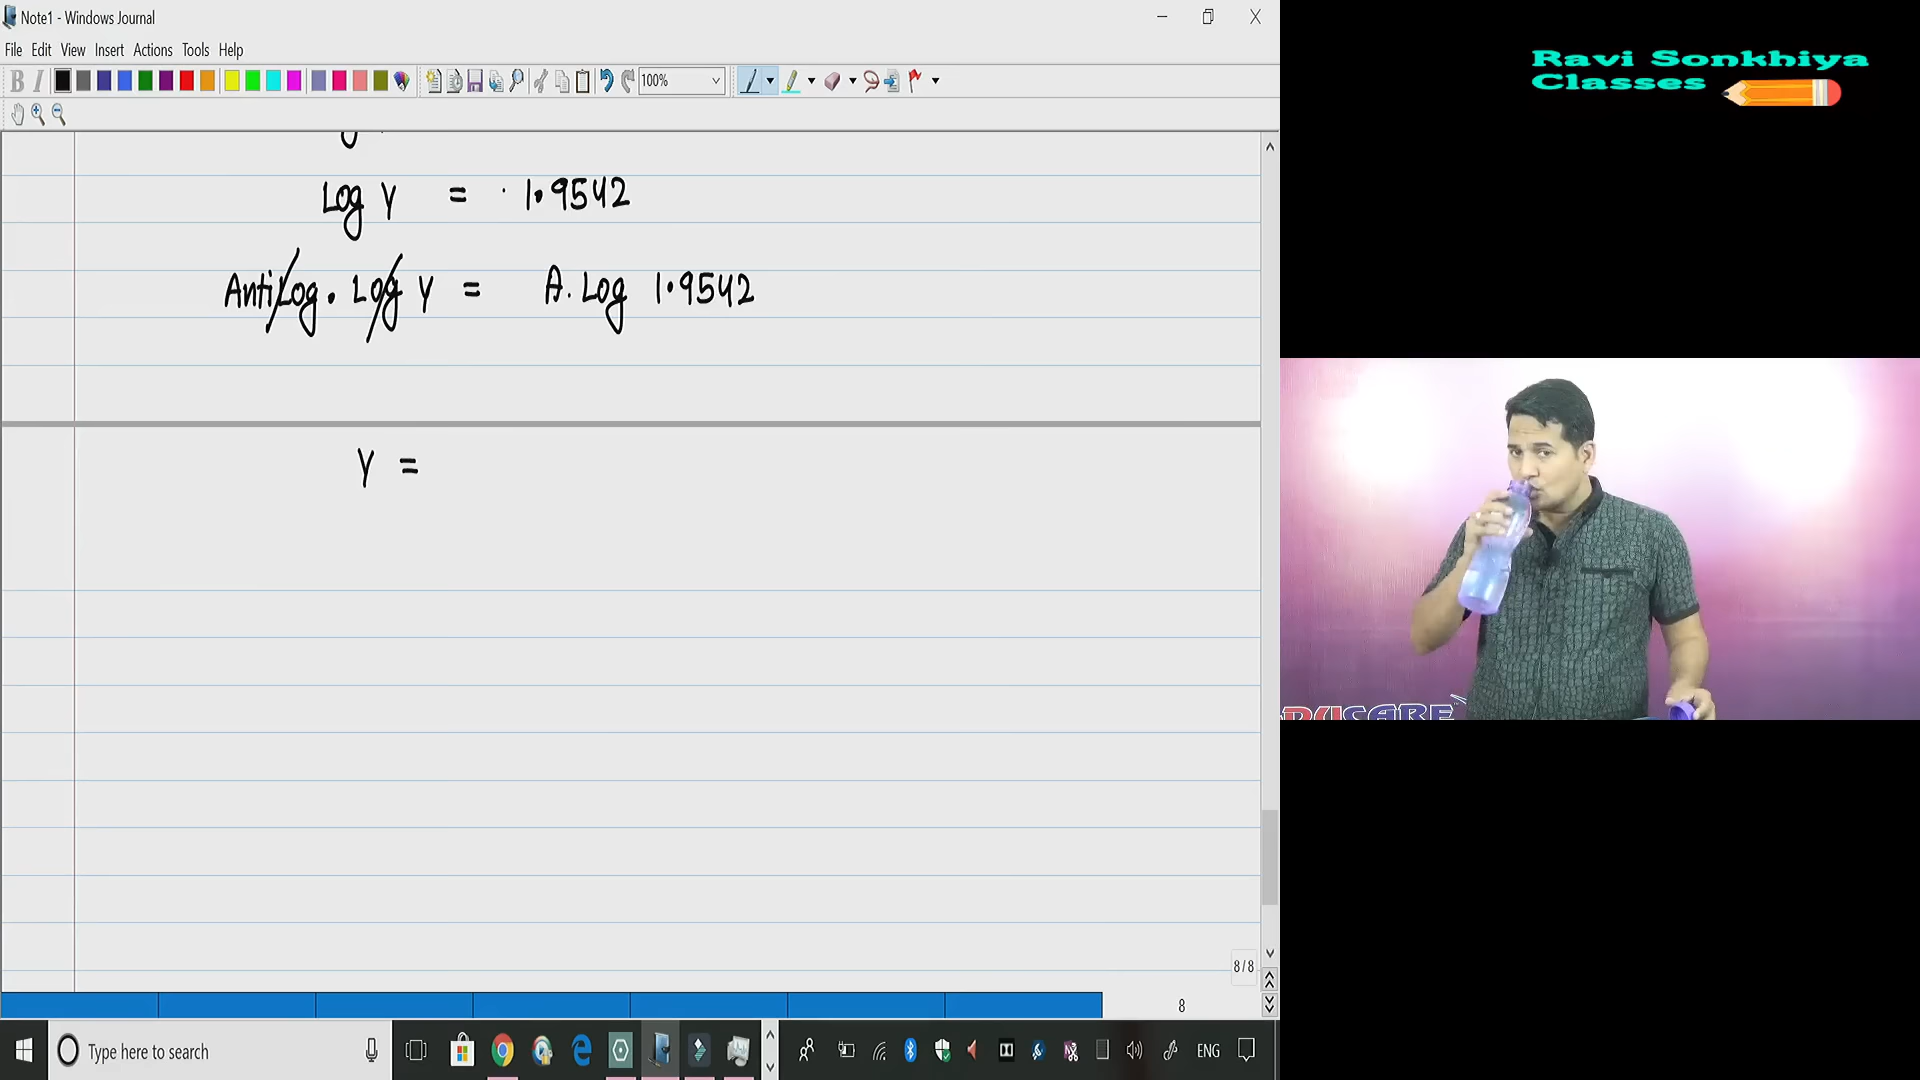 Note1 - Windows Journal
File Edit View Insert Actions Tools Help
B I 100%
Log Y = 1.9542
AntiLog. Log Y = A. Log 1.9542
Y =
8/8
8
Type here to search
ENG
Ravi Sonkhiya
Classes